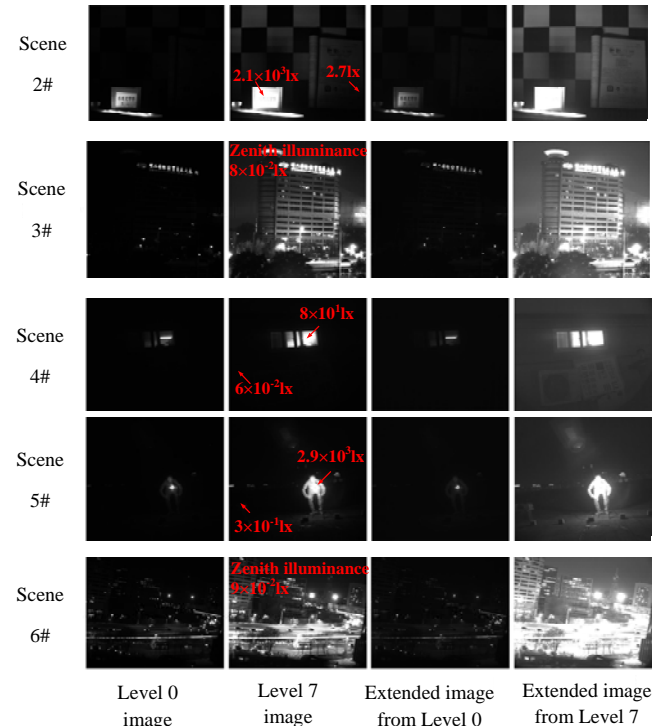 Scene
2#
2.1×10³lx
2.7lx
Scene
3#
Zenith illuminance
8×10⁻²lx
Scene
4#
8×10¹lx
6×10⁻²lx
Scene
5#
2.9×10³lx
3×10⁻¹lx
Scene
6#
Zenith illuminance
9×10⁻²lx
Level 0
image
Level 7
image
Extended image
from Level 0
Extended image
from Level 7